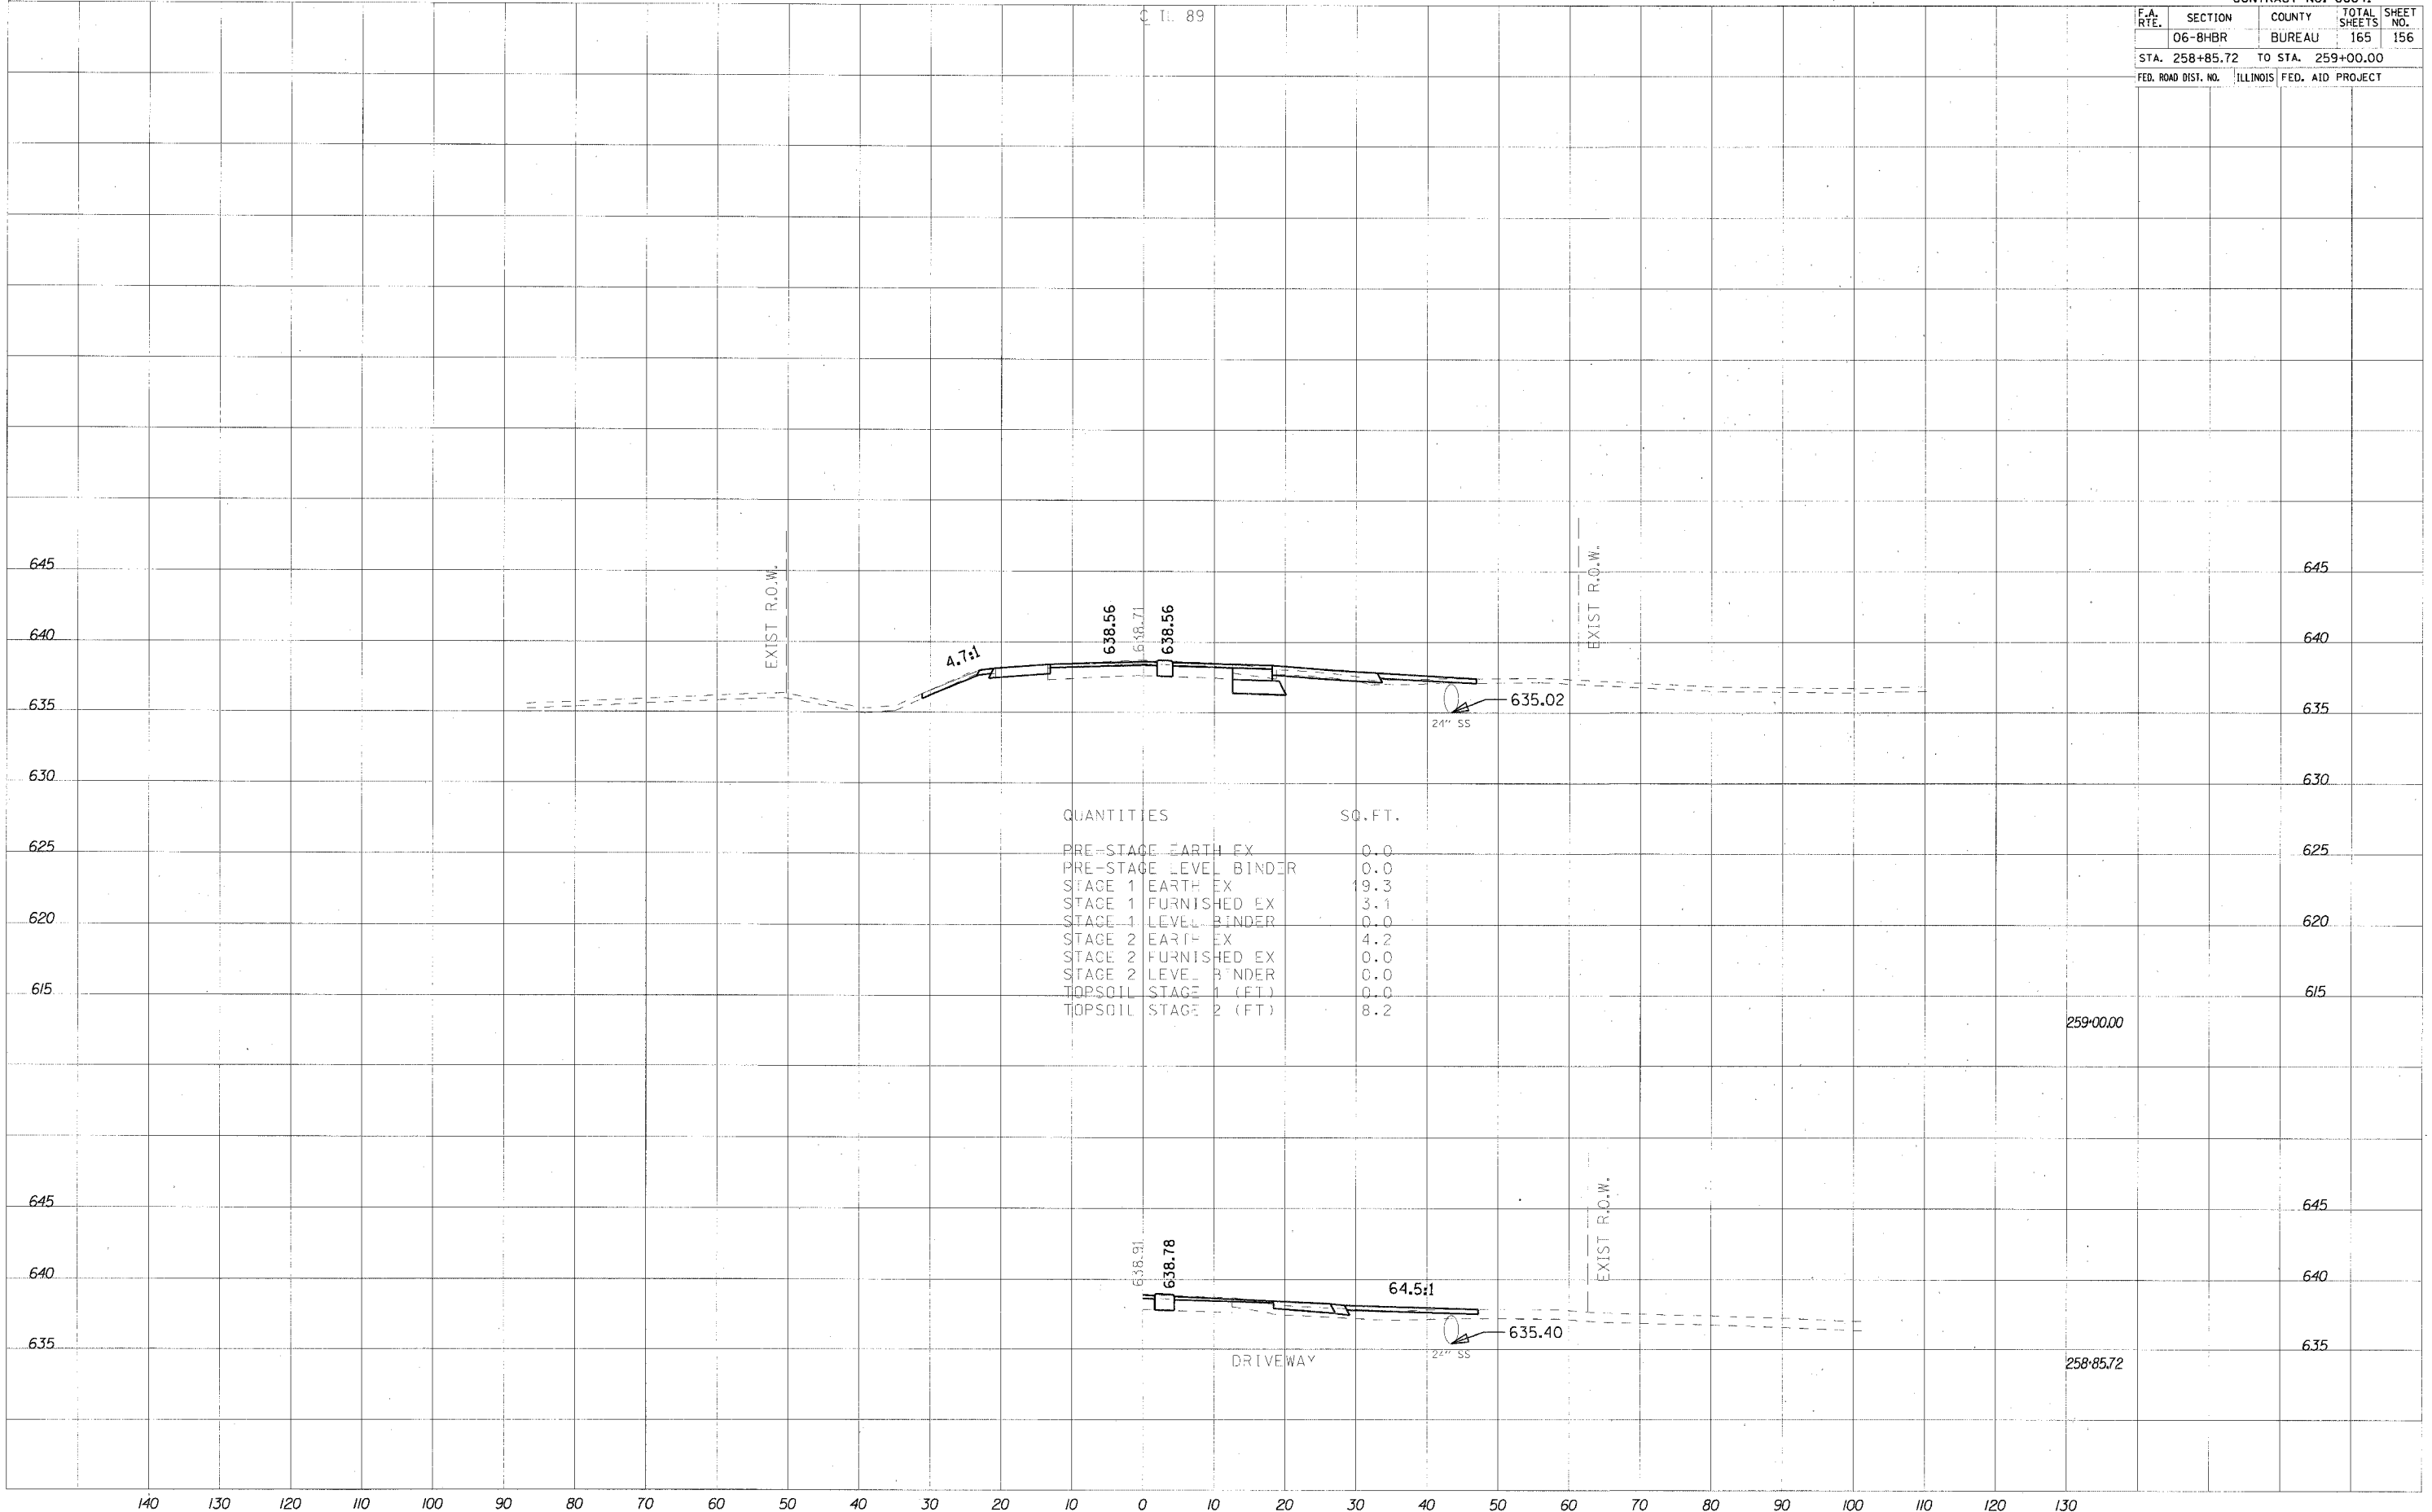 ℄ IL 89
F.A. RTE. SECTION COUNTY TOTAL SHEETS SHEET NO.
06-8HBR BUREAU 165 156
STA. 258+85.72 TO STA. 259+00.00
FED. ROAD DIST. NO. ILLINOIS FED. AID PROJECT
645 645
EXIST R.O.W.
EXIST R.O.W.
640 640
638.56
638.71
638.56
4.7:1
635 635
635.02
24" SS
630 630
QUANTITIES SQ.FT.
625 625
PRE-STAGE EARTH EX 0.0
PRE-STAGE LEVEL BINDER 0.0
STAGE 1 EARTH EX 19.3
STAGE 1 FURNISHED EX 3.1
STAGE 1 LEVEL BINDER 0.0
620 620
STAGE 2 EARTH EX 4.2
STAGE 2 FURNISHED EX 0.0
STAGE 2 LEVEL BINDER 0.0
615 615
TOPSOIL STAGE 1 (FT) 0.0
TOPSOIL STAGE 2 (FT) 8.2
259+00.00
645 645
EXIST R.O.W.
640 640
638.91
638.78
64.5:1
635 635
635.40
24" SS
DRIVEWAY
258+85.72
140 130 120 110 100 90 80 70 60 50 40 30 20 10 0 10 20 30 40 50 60 70 80 90 100 110 120 130